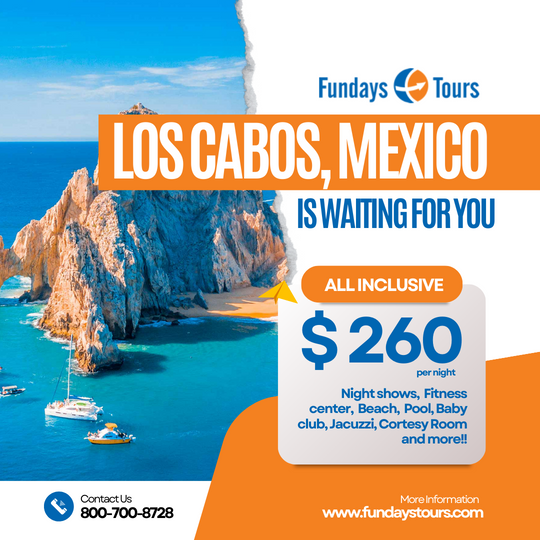 Fundays Tours
LOS CABOS, MEXICO
IS WAITING FOR YOU
ALL INCLUSIVE
$ 260
per night
Night shows, Fitness
center, Beach, Pool, Baby
club, Jacuzzi, Cortesy Room
and more!!
Contact Us
800-700-8728
More Information
www.fundaystours.com